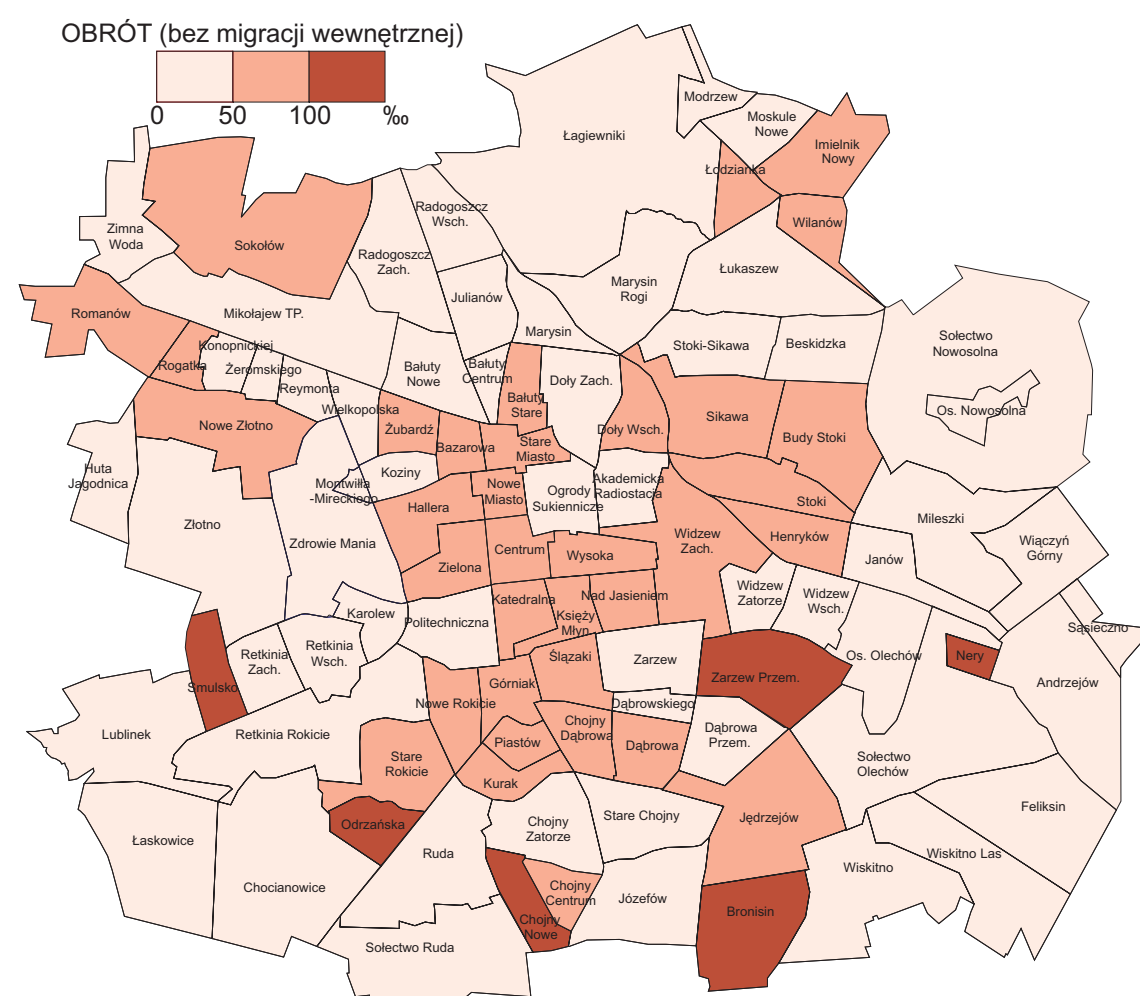 OBRÓT (bez migracji wewnętrznej)
0 50 100 ‰
Modrzew
Moskule
Nowe
Łagiewniki
Imielnik
Nowy
Łodzianka
Radogoszcz
Wsch.
Wilanów
Zimna
Woda
Sokołów
Radogoszcz
Zach.
Łukaszew
Marysin
Rogi
Julianów
Romanów
Mikołajew TP.
Marysin
Sołectwo
Nowosolna
Stoki-Sikawa
Beskidzka
Konopnickiej
Rogatka
Żeromskiego
Bałuty
Nowe
Bałuty
Centrum
Doły Zach.
Reymonta
Bałuty
Stare
Wielkopolska
Os. Nowosolna
Sikawa
Nowe Złotno
Żubardź
Doły Wsch.
Budy Stoki
Bazarowa
Stare
Miasto
Huta
Jagodnica
Koziny
Montwiłła
-Mireckiego
Nowe
Miasto
Ogrody
Sukiennicze
Akademicka
Radiostacja
Stoki
Hallera
Złotno
Mileszki
Zdrowie Mania
Widzew
Zach.
Henryków
Wiączyń
Górny
Centrum
Wysoka
Janów
Zielona
Widzew
Zatorze
Widzew
Wsch.
Katedralna
Nad Jasieniem
Karolew
Politechniczna
Księży
Młyn
Sąsieczno
Retkinia
Zach.
Retkinia
Wsch.
Ślązaki
Zarzew
Os. Olechów
Nery
Smulsko
Górniak
Zarzew Przem.
Andrzejów
Nowe Rokicie
Dąbrowskiego
Lublinek
Retkinia Rokicie
Chojny
Dąbrowa
Dąbrowa
Przem.
Piastów
Dąbrowa
Stare
Rokicie
Sołectwo
Olechów
Kurak
Feliksin
Odrzańska
Chojny
Zatorze
Stare Chojny
Jędrzejów
Łaskowice
Ruda
Wiskitno Las
Wiskitno
Chocianowice
Chojny
Centrum
Józefów
Bronisin
Chojny
Nowe
Sołectwo Ruda